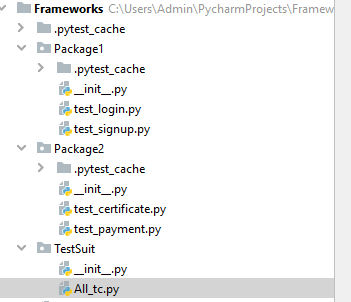 Frameworks C:\Users\Admin\PycharmProjects\Framew
.pytest_cache
Package1
.pytest_cache
__init__.py
test_login.py
test_signup.py
Package2
.pytest_cache
__init__.py
test_certificate.py
test_payment.py
TestSuit
__init__.py
All_tc.py